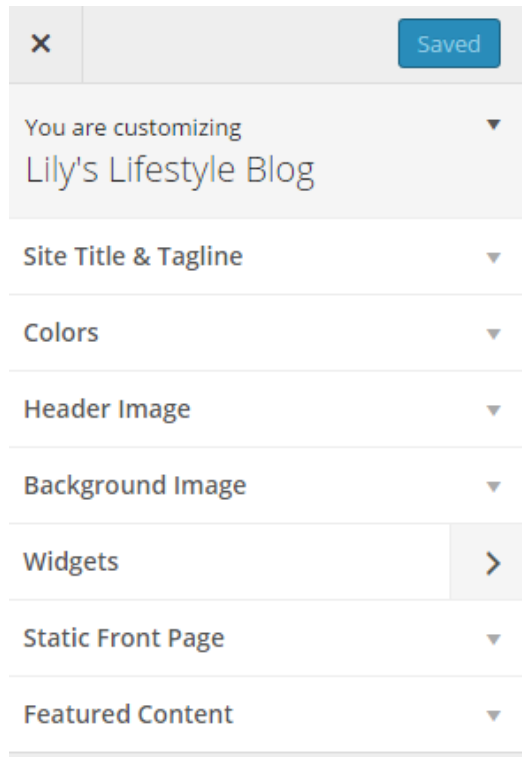 Saved
You are customizing
Lily's Lifestyle Blog
Site Title & Tagline
Colors
Header Image
Background Image
Widgets
Static Front Page
Featured Content